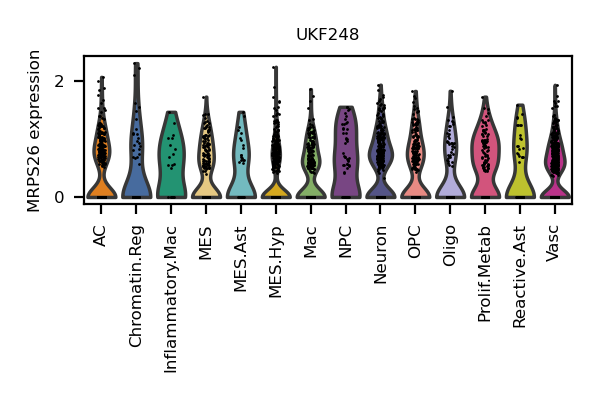 UKF248
MRPS26 expression
2
0
AC
Chromatin.Reg
Inflammatory.Mac
MES
MES.Ast
MES.Hyp
Mac
NPC
Neuron
OPC
Oligo
Prolif.Metab
Reactive.Ast
Vasc